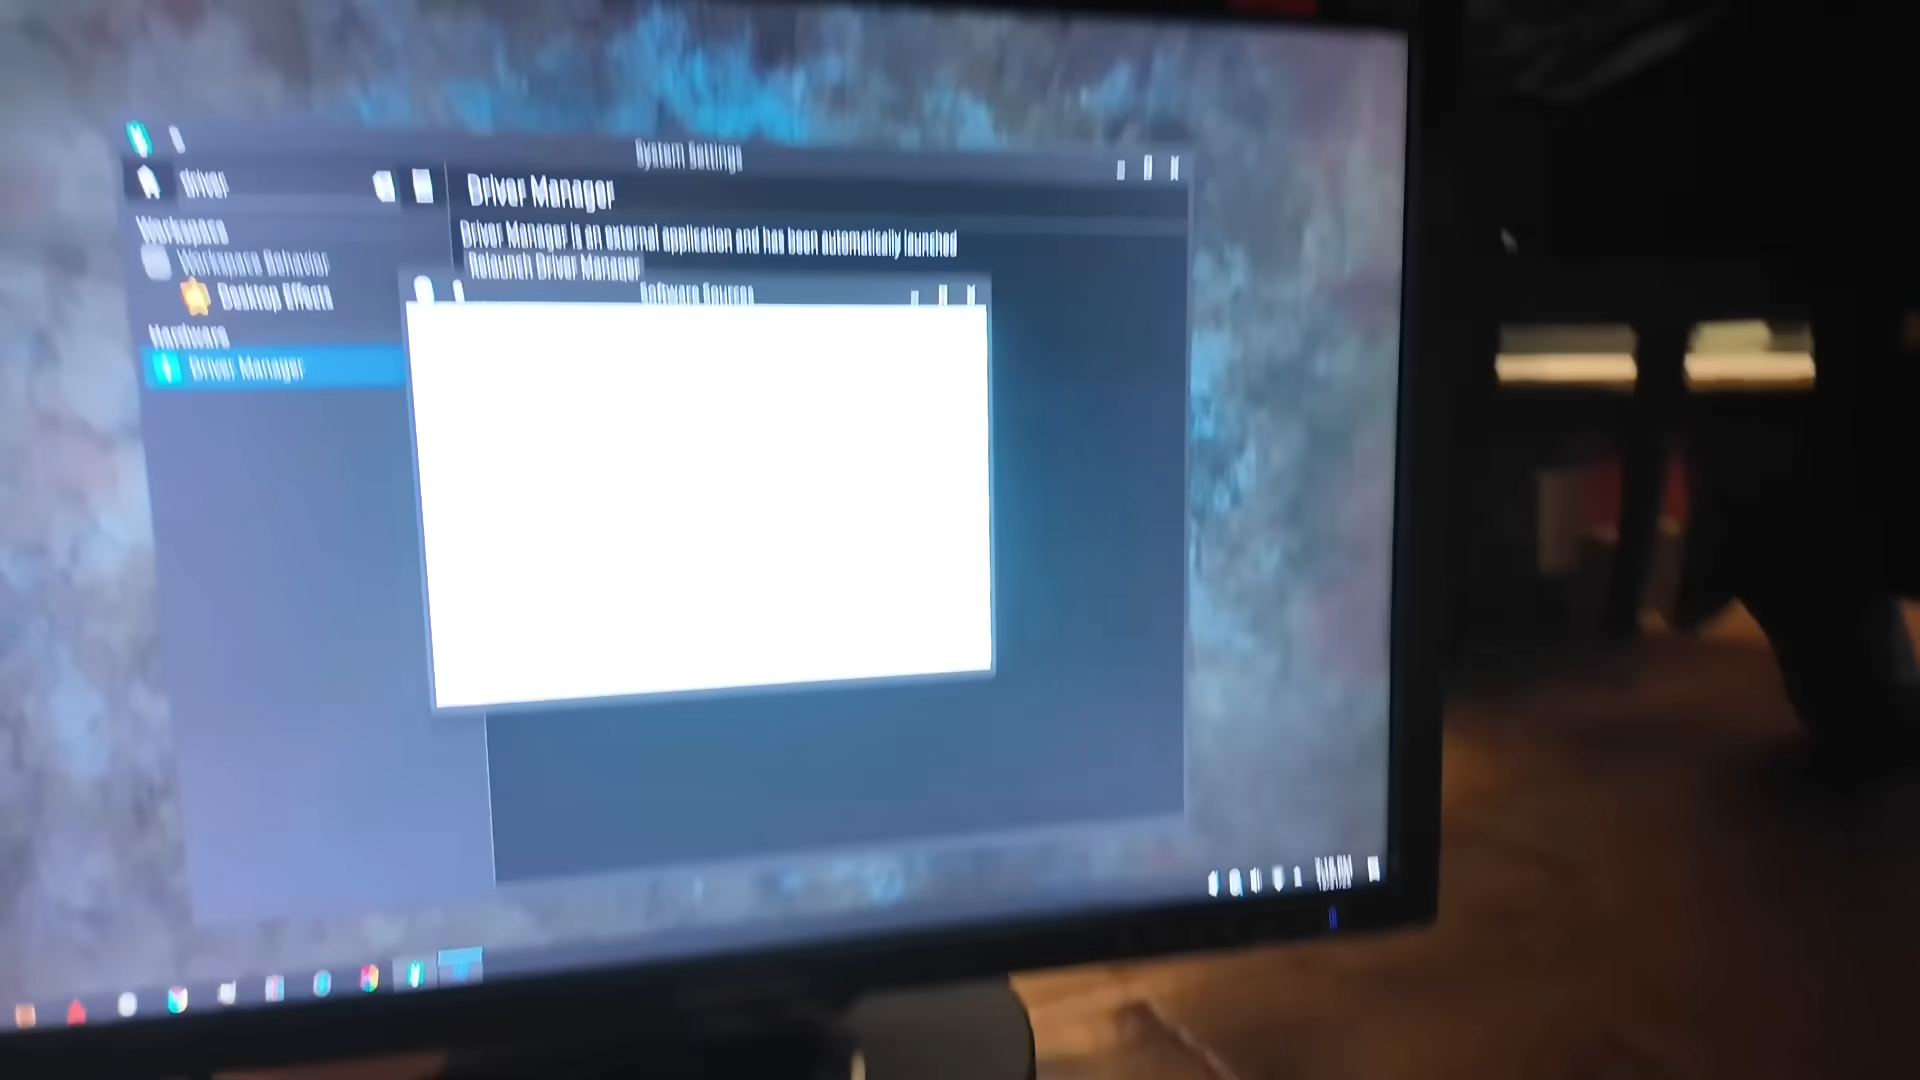 System Settings
driver
Driver Manager
Driver Manager is an external application and has been automatically launched
Relaunch Driver Manager
Workspace
Workspace Behavior
Desktop Effects
Hardware
Driver Manager
Software Sources